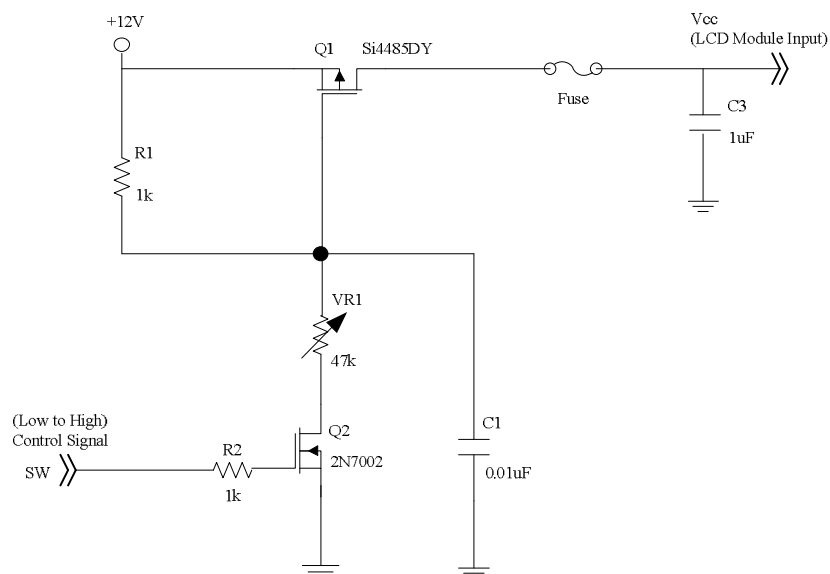 +12V
Q1
Si4485DY
Vcc
(LCD Module Input)
Fuse
C3
1uF
R1
1k
VR1
47k
(Low to High)
Control Signal
SW
R2
1k
Q2
2N7002
C1
0.01uF